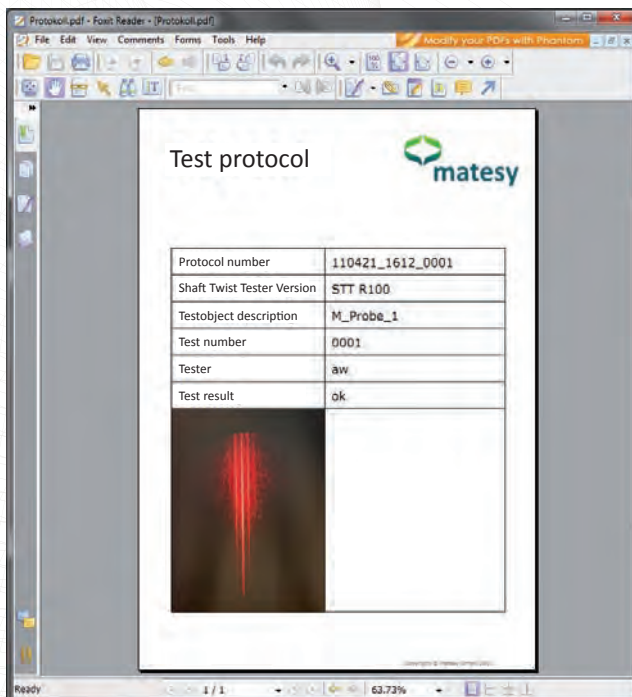 Protokoll.pdf - Foxit Reader - [Protokoll.pdf]
File Edit View Comments Forms Tools Help
Modify your PDFs with Phantom
Test protocol
matesy
Protocol number 110421_1612_0001
Shaft Twist Tester Version STT R100
Testobject description M_Probe_1
Test number 0001
Tester aw
Test result ok
Ready 1 / 1 63.73%